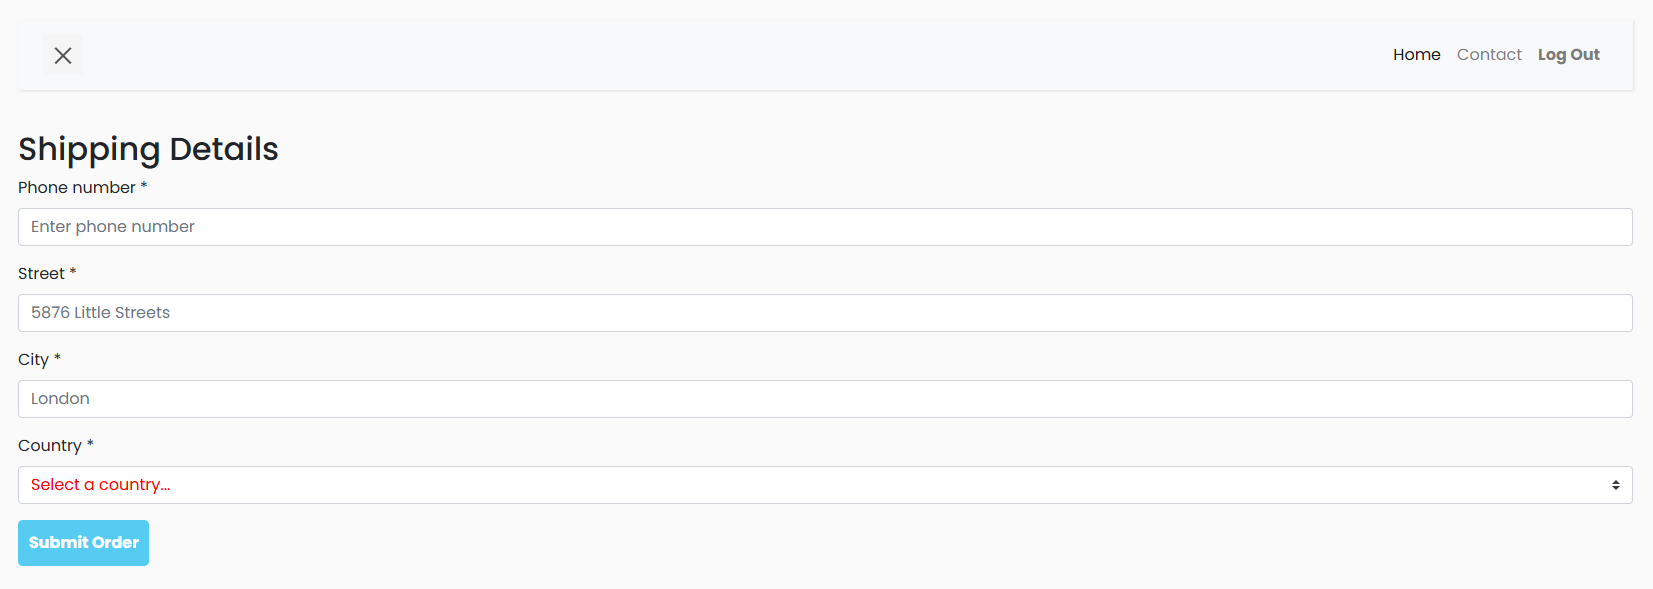 Home Contact Log Out
Shipping Details
Phone number *
Enter phone number
Street *
5876 Little Streets
City *
London
Country *
Select a country...
Submit Order